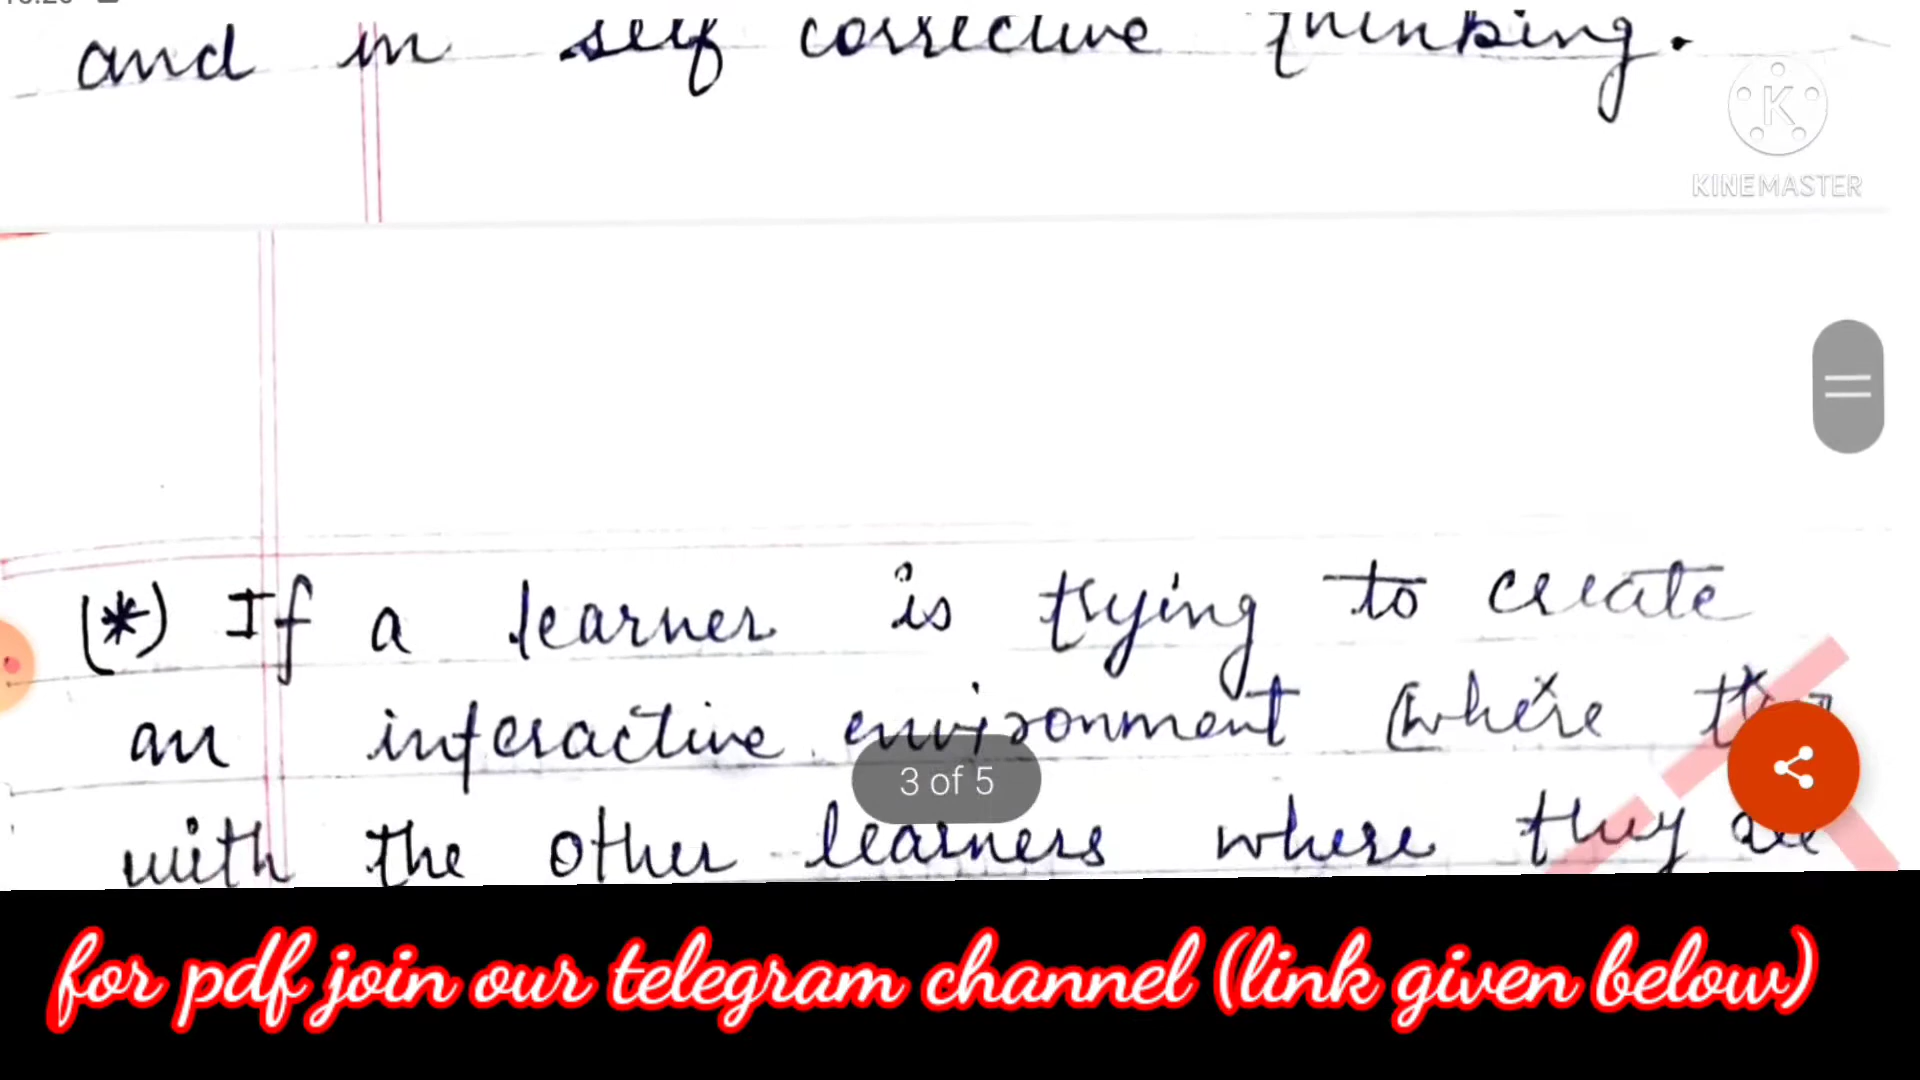 and in self corrective thinking.
KINEMASTER
(*) If a learner is trying to create
an interactive environment (where
3 of 5
with the other learners where they are
for pdf join our telegram channel (link given below)